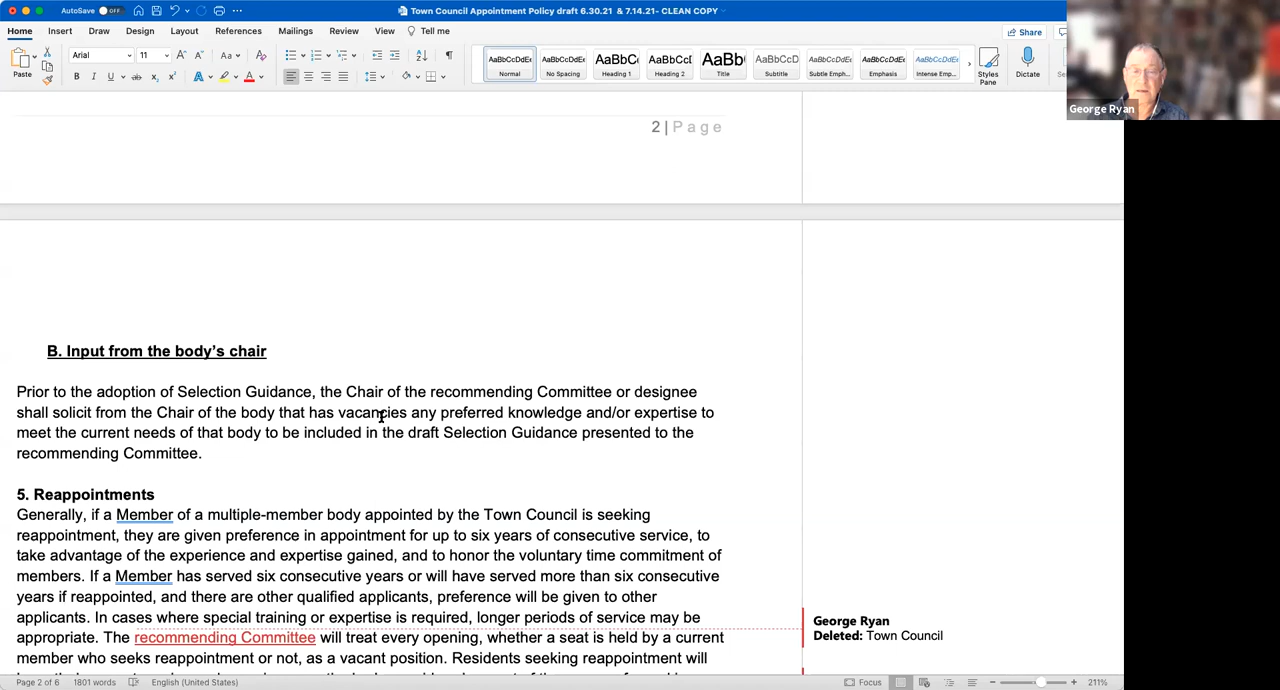 AutoSave OFF
Town Council Appointment Policy draft 6.30.21 & 7.14.21- CLEAN COPY
Home Insert Draw Design Layout References Mailings Review View Tell me
Share
Paste
Arial 11
AaBbCcDdEe AaBbCcDdEe AaBbC AaBbCcD AaBb AaBbCcD AaBbCcDdEe AaBbCcDdEe AaBbCcDdEe
Normal No Spacing Heading 1 Heading 2 Title Subtitle Subtle Emph... Emphasis Intense Emp...
Styles
Pane
Dictate
George Ryan
2 | Page
B. Input from the body’s chair
Prior to the adoption of Selection Guidance, the Chair of the recommending Committee or designee
shall solicit from the Chair of the body that has vacancies any preferred knowledge and/or expertise to
meet the current needs of that body to be included in the draft Selection Guidance presented to the
recommending Committee.
5. Reappointments
Generally, if a Member of a multiple-member body appointed by the Town Council is seeking
reappointment, they are given preference in appointment for up to six years of consecutive service, to
take advantage of the experience and expertise gained, and to honor the voluntary time commitment of
members. If a Member has served six consecutive years or will have served more than six consecutive
years if reappointed, and there are other qualified applicants, preference will be given to other
applicants. In cases where special training or expertise is required, longer periods of service may be
appropriate. The recommending Committee will treat every opening, whether a seat is held by a current
member who seeks reappointment or not, as a vacant position. Residents seeking reappointment will
George Ryan
Deleted: Town Council
Page 2 of 6 1801 words English (United States) Focus 211%